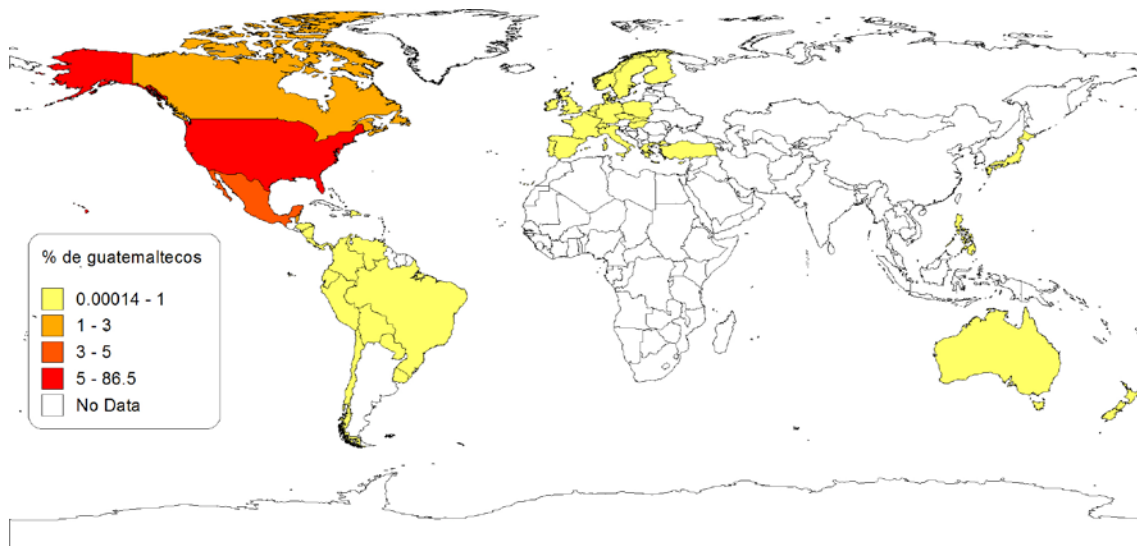 % de guatemaltecos
0.00014 - 1
1 - 3
3 - 5
5 - 86.5
No Data